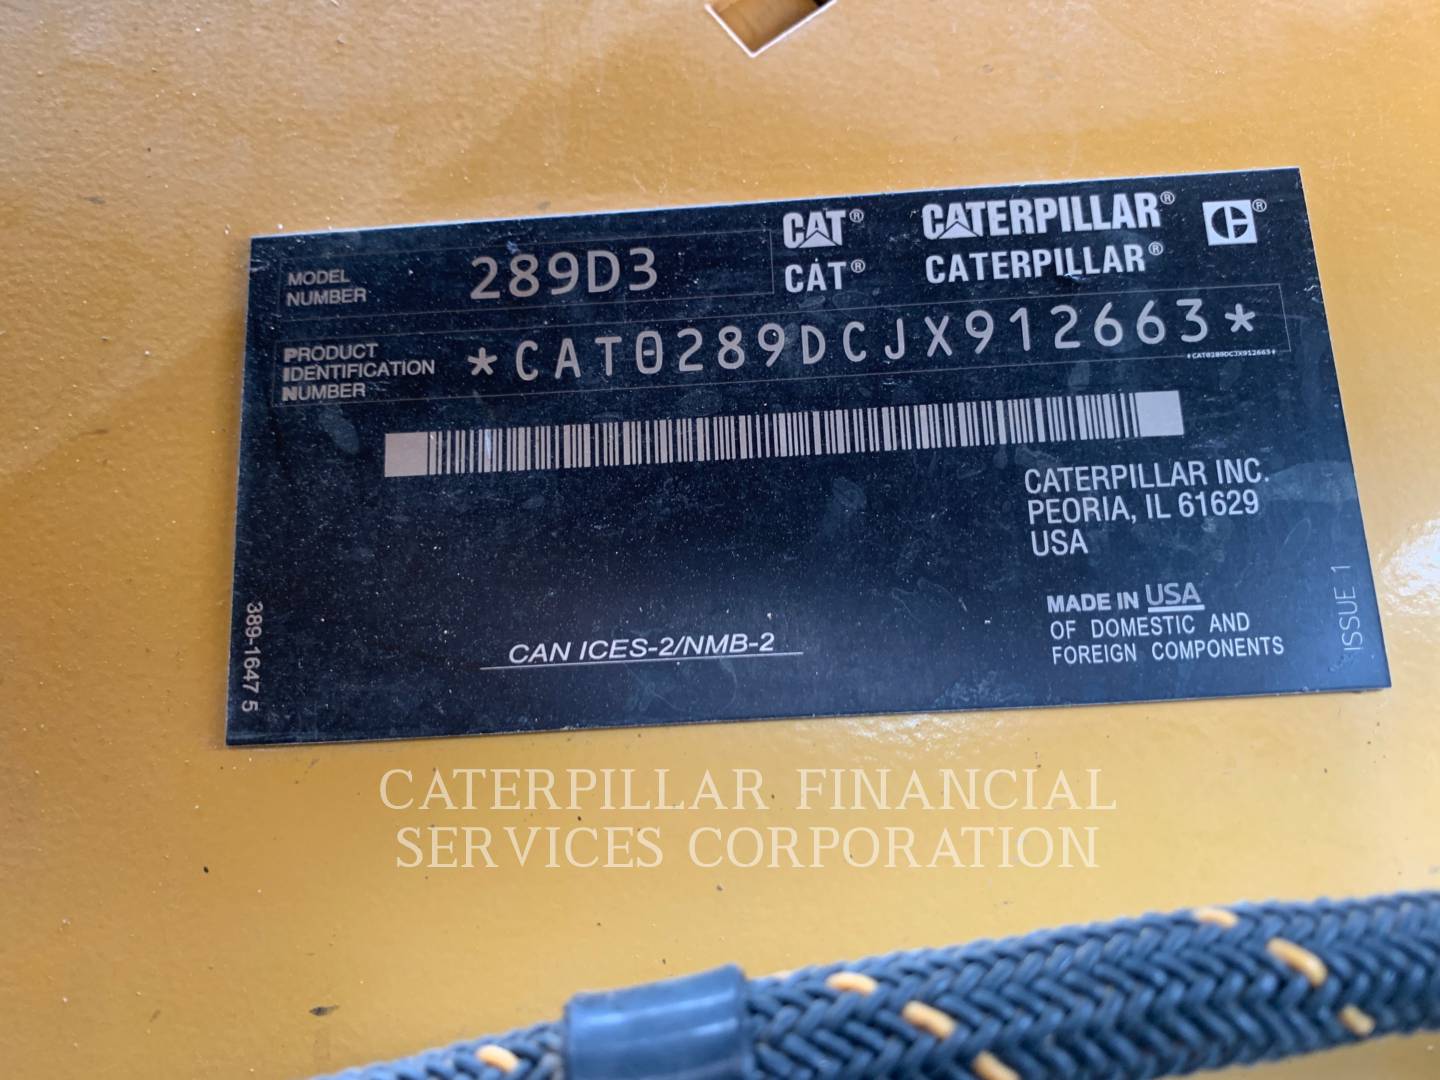 CAT® CATERPILLAR®
MODEL NUMBER 289D3 CAT® CATERPILLAR®
PRODUCT IDENTIFICATION NUMBER *CAT0289DCJX912663*
*CAT0289DCJX912663*
CATERPILLAR INC.
PEORIA, IL 61629
USA
MADE IN USA
OF DOMESTIC AND
FOREIGN COMPONENTS
CAN ICES-2/NMB-2
389-1647 5
ISSUE 1
CATERPILLAR FINANCIAL
SERVICES CORPORATION